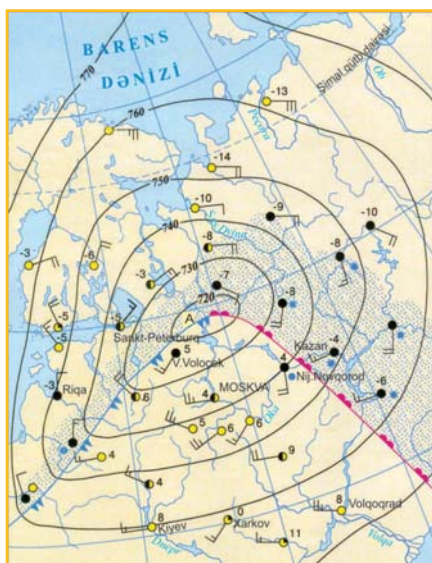 BARENS
DƏNİZİ
Şimal qütb dairəsi
Ob
770
760
-13
Peçora
-14
750
-10
-9
-10
740
Ş.Dvina
-8
-8
-3
-6
-3
730
-7
-8
720
-5
-5
-5
A
Sankt-Peterburq
5
V.Voloçek
Kazan
-4
4
Nij.Novqorod
-3
Riqa
6
4
MOSKVA
-6
Oka
5
6
6
4
9
4
8
Kiyev
0
Xarkov
8
Volqoqrad
11
Dnepr
Volqa